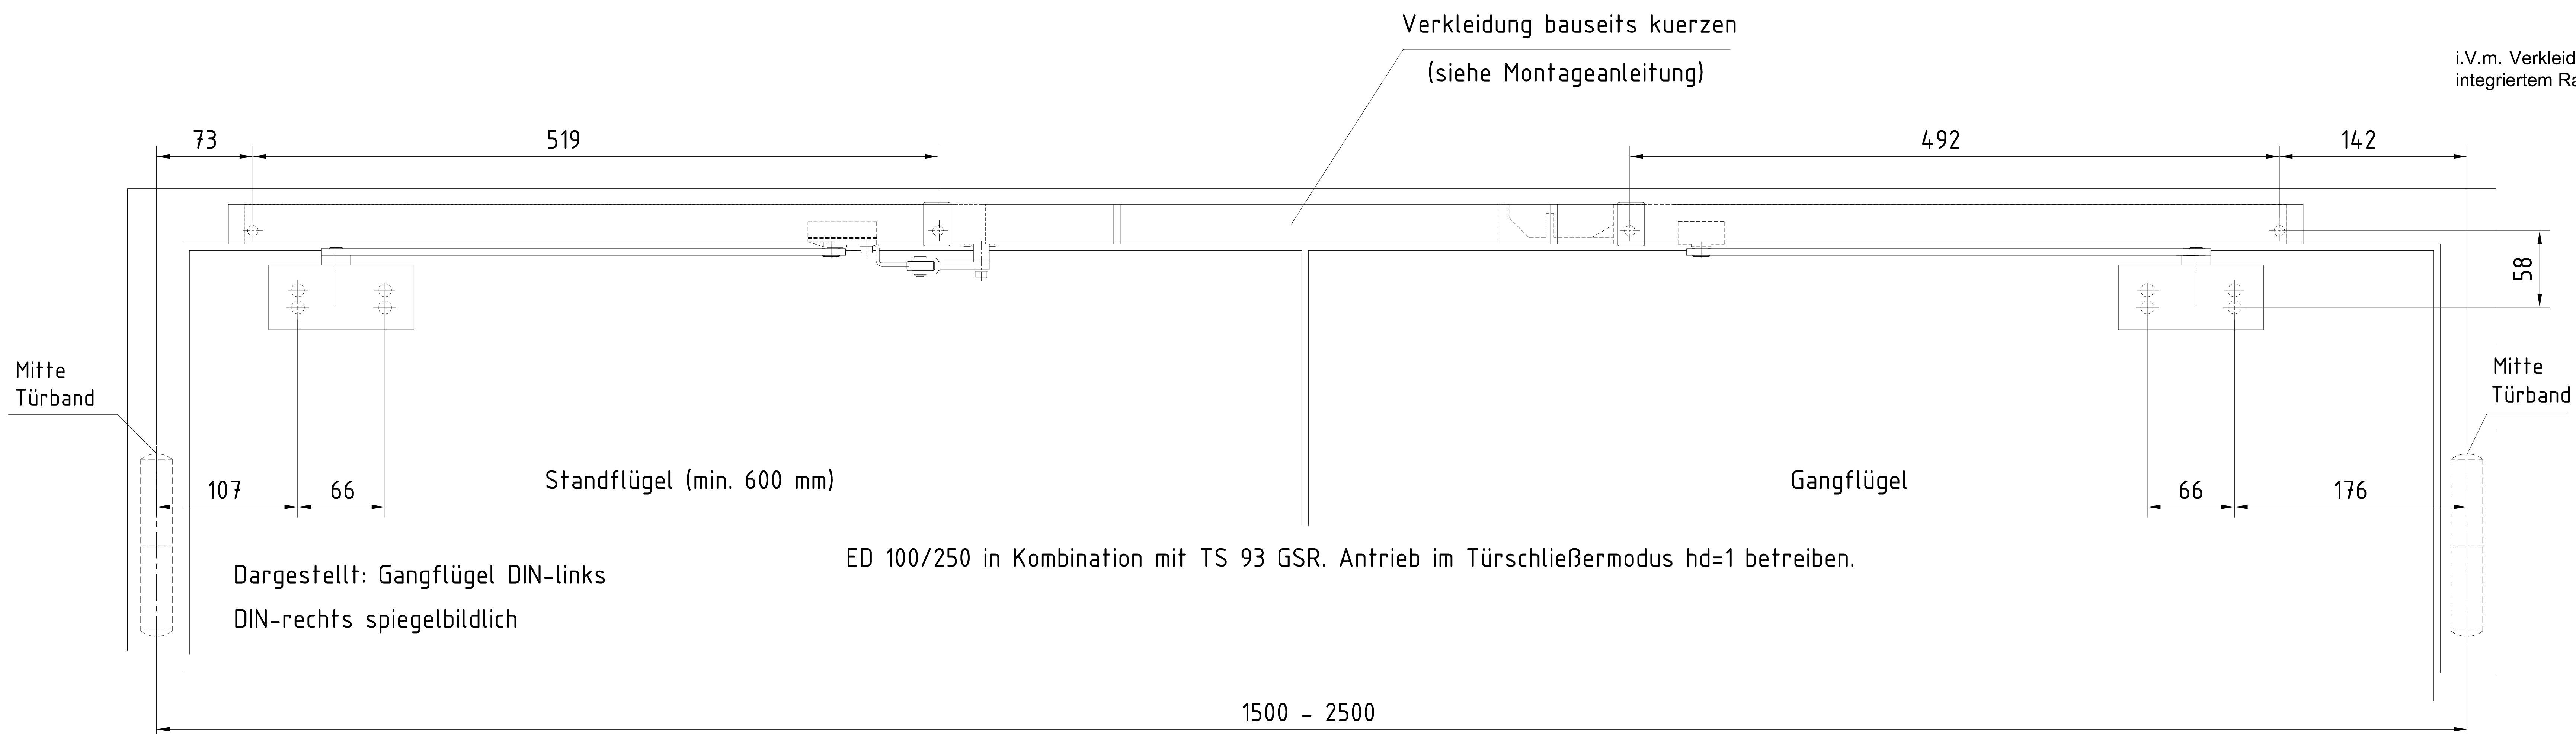 Verkleidung bauseits kuerzen
(siehe Montageanleitung)
i.V.m. Verkleid
integriertem Ra
73
519
492
142
58
Mitte
Türband
Mitte
Türband
107
66
Standflügel (min. 600 mm)
Gangflügel
66
176
ED 100/250 in Kombination mit TS 93 GSR. Antrieb im Türschließermodus hd=1 betreiben.
Dargestellt: Gangflügel DIN-links
DIN-rechts spiegelbildlich
1500 - 2500